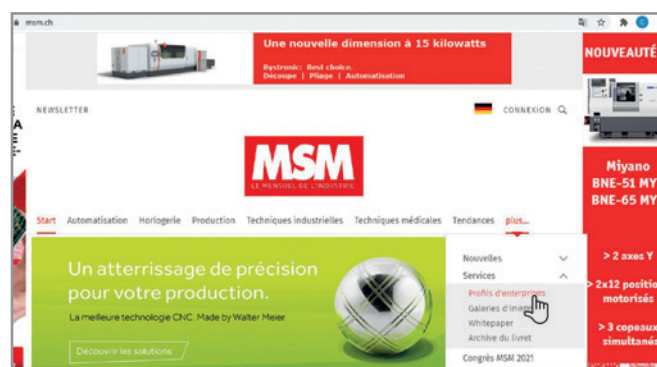 msm.ch
Une nouvelle dimension à 15 kilowatts
Bystronic: Best choice.
Découpe | Pliage | Automatisation
NOUVEAUTÉ
NEWSLETTER
CONNEXION
MSM
LE MENSUEL DE L'INDUSTRIE
Miyano
BNE-51 MY
BNE-65 MY
Start Automatisation Horlogerie Production Techniques industrielles Techniques médicales Tendances plus...
Un atterrissage de précision
pour votre production.
La meilleure technologie CNC. Made by Walter Meier.
Découvrir les solutions
Nouvelles
Services
Profils d'entreprises
Galeries d'images
Whitepaper
Archive du livret
Congrès MSM 2021
> 2 axes Y
> 2x12 positio
motorisés
> 3 copeaux
simultanés